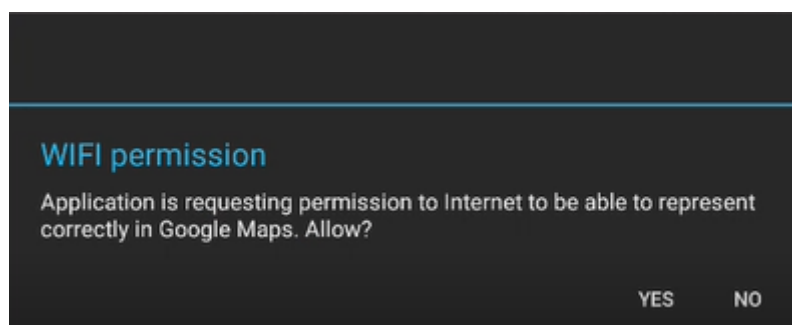 WIFI permission
Application is requesting permission to Internet to be able to represent
correctly in Google Maps. Allow?
YES NO